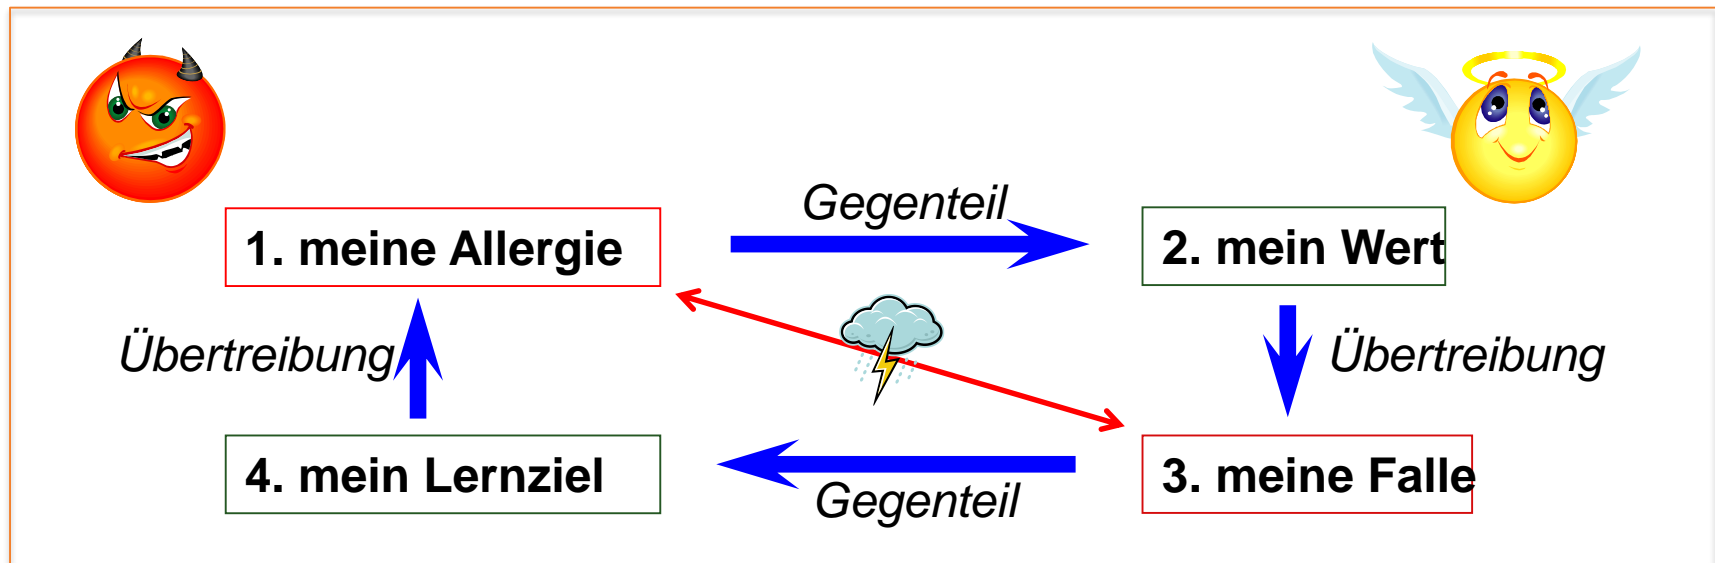 Gegenteil
1. meine Allergie
2. mein Wert
Übertreibung
Übertreibung
4. mein Lernziel
3. meine Falle
Gegenteil